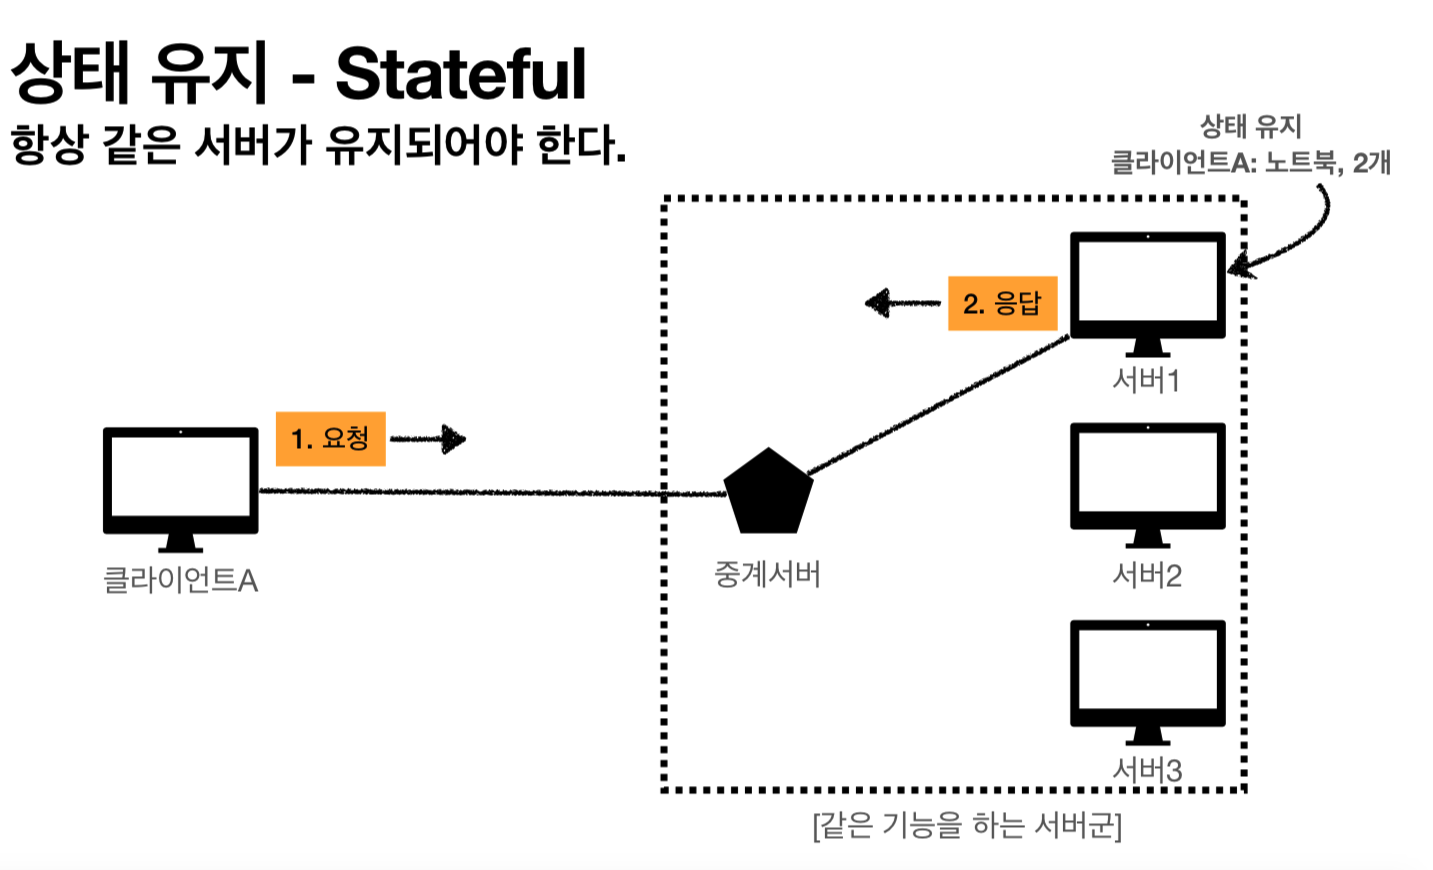 상태 유지 - Stateful
항상 같은 서버가 유지되어야 한다.
상태 유지
클라이언트A: 노트북, 2개
2. 응답
서버1
1. 요청
클라이언트A
중계서버
서버2
서버3
[같은 기능을 하는 서버군]